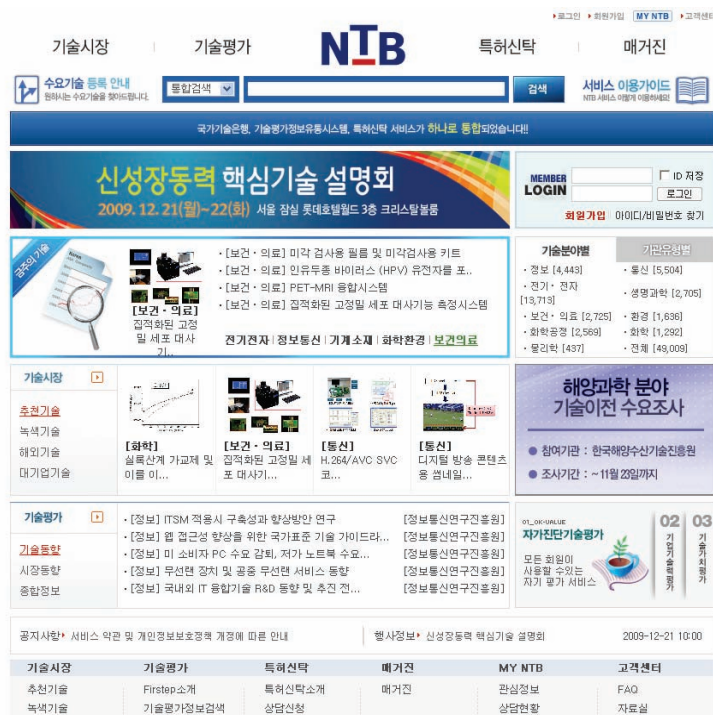 로그인 회원가입 MY NTB 고객센터
기술시장 기술평가 NTB 특허신탁 매거진
수요기술 등록 안내
원하시는 수요기술을 찾아드립니다.
통합검색
검색
서비스 이용가이드
NTB 서비스 이렇게 이용하세요!
국가기술은행, 기술평가정보유통시스템, 특허신탁 서비스가 하나로 통합되었습니다!!
신성장동력 핵심기술 설명회
2009. 12. 21(월)~22(화) 서울 잠실 롯데호텔월드 3층 크리스탈볼룸
MEMBER
LOGIN
ID 저장
로그인
회원가입 아이디/비밀번호 찾기
금주의 기술
[보건·의료]
집적화된 고정
밀 세포 대사
기..
· [보건·의료] 미각 검사용 필름 및 미각검사용 키트
· [보건·의료] 인유두종 바이러스 (HPV) 유전자를 포..
· [보건·의료] PET-MRI 융합시스템
· [보건·의료] 집적화된 고정밀 세포 대사기능 측정시스템
전기전자 | 정보통신 | 기계소재 | 화학환경 | 보건의료
기술분야별 기관유형별
· 정보 [4,443] · 통신 [5,504]
· 전기·전자 [13,713] · 생명과학 [2,705]
· 보건·의료 [2,725] · 환경 [1,636]
· 화학공정 [2,569] · 화학 [1,292]
· 물리학 [437] · 전체 [49,009]
기술시장
추천기술
녹색기술
해외기술
대기업기술
[화학]
실록산계 가교제 및
이를 이...
[보건·의료]
집적화된 고정밀 세
포 대사기...
[통신]
H.264/AVC SVC
코...
[통신]
디지털 방송 콘텐츠
용 썸네일...
해양과학 분야
기술이전 수요조사
● 참여기관 : 한국해양수산기술진흥원
● 조사기간 : ~11월 23일까지
기술평가
기술동향
시장동향
종합정보
· [정보] ITSM 적용시 구축성과 향상방안 연구 [정보통신연구진흥원]
· [정보] 웹 접근성 향상을 위한 국가표준 기술 가이드라... [정보통신연구진흥원]
· [정보] 미 소비자 PC 수요 감퇴, 저가 노트북 수요... [정보통신연구진흥원]
· [정보] 무선랜 장치 및 공중 무선랜 서비스 동향 [정보통신연구진흥원]
· [정보] 국내외 IT 융합기술 R&D 동향 및 추진 전... [정보통신연구진흥원]
01_OK-VALUE
자가진단기술평가
모든 회원이
사용할 수있는
자기 평가 서비스
02 기업기술력평가
03 기술가치평가
공지사항 서비스 약관 및 개인정보보호정책 개정에 따른 안내
행사정보 신성장동력 핵심기술 설명회 2009-12-21 10:00
기술시장 기술평가 특허신탁 매거진 MY NTB 고객센터
추천기술 Firstep소개 특허신탁소개 매거진 관심정보 FAQ
녹색기술 기술평가정보검색 상담신청 상담현황 자료실